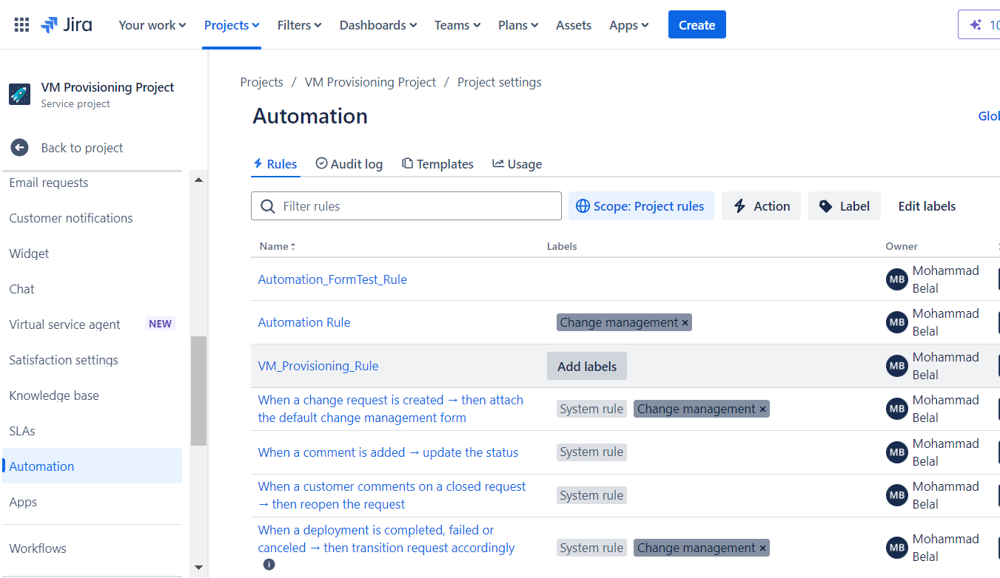 Jira
Your work
Projects
Filters
Dashboards
Teams
Plans
Assets
Apps
Create
10
VM Provisioning Project
Service project
Back to project
Email requests
Customer notifications
Widget
Chat
Virtual service agent NEW
Satisfaction settings
Knowledge base
SLAs
Automation
Apps
Workflows
Projects / VM Provisioning Project / Project settings
Automation
Glob
Rules
Audit log
Templates
Usage
Filter rules
Scope: Project rules
Action
Label
Edit labels
Name
Labels
Owner
Automation_FormTest_Rule
Mohammad
Belal
MB
Automation Rule
Change management ×
MB
Mohammad
Belal
VM_Provisioning_Rule
Add labels
MB
Mohammad
Belal
When a change request is created → then attach
the default change management form
System rule
Change management ×
MB
Mohammad
Belal
When a comment is added → update the status
System rule
MB
Mohammad
Belal
When a customer comments on a closed request
→ then reopen the request
System rule
MB
Mohammad
Belal
When a deployment is completed, failed or
canceled → then transition request accordingly
System rule
Change management ×
MB
Mohammad
Belal